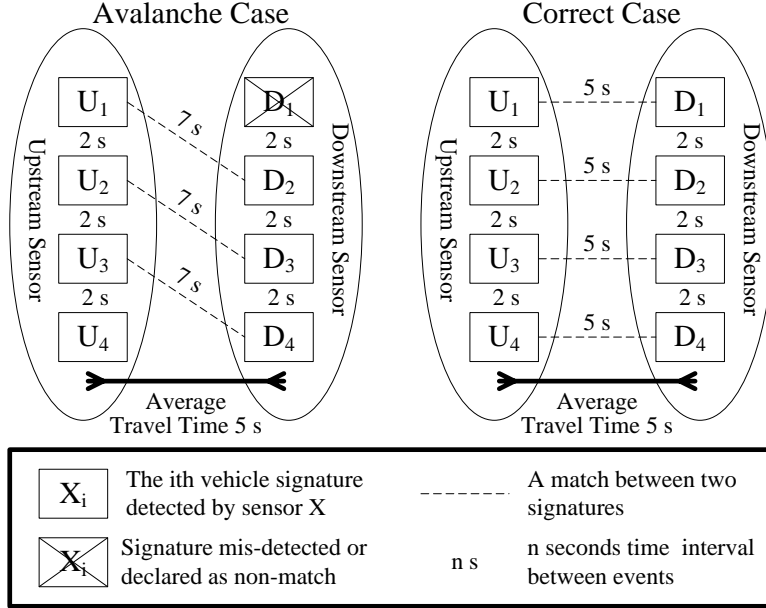 Avalanche Case
Upstream Sensor
Downstream Sensor
U1
D1
7 s
2 s
2 s
U2
D2
7 s
2 s
2 s
U3
D3
7 s
2 s
2 s
U4
D4
Average
Travel Time 5 s
Correct Case
Upstream Sensor
Downstream Sensor
U1
5 s
D1
2 s
2 s
U2
5 s
D2
2 s
2 s
U3
5 s
D3
2 s
2 s
U4
5 s
D4
Average
Travel Time 5 s
Xi
The ith vehicle signature
detected by sensor X
A match between two
signatures
Xi
Signature mis-detected or
declared as non-match
n s
n seconds time interval
between events